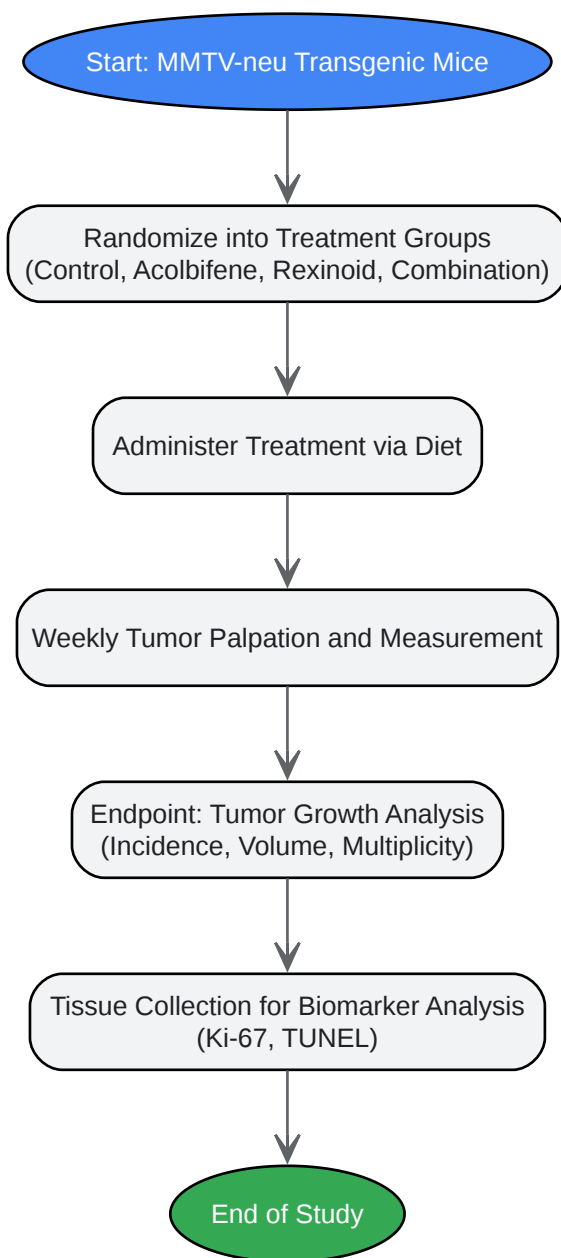 Start: MMTV-neu Transgenic Mice
Randomize into Treatment Groups
(Control, Acolbifene, Rexinoid, Combination)
Administer Treatment via Diet
Weekly Tumor Palpation and Measurement
Endpoint: Tumor Growth Analysis
(Incidence, Volume, Multiplicity)
Tissue Collection for Biomarker Analysis
(Ki-67, TUNEL)
End of Study